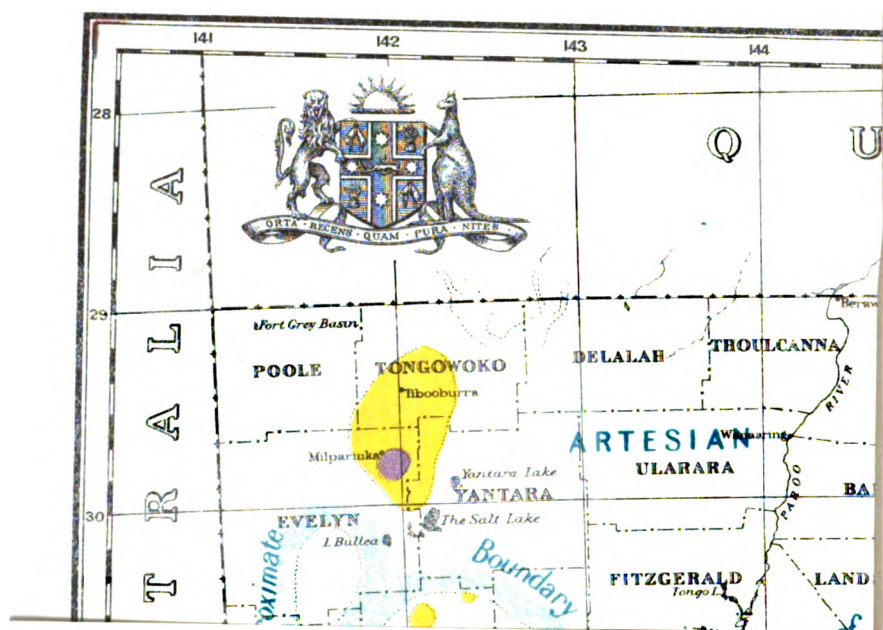 141 142 143 144
28
Q U
ORTA · RECENS · QUAM · PURA · NITES
TRALIA
29
Fort Grey Basin
POOLE
TONGOWOKO
DELALAH
THOULCANNA
Tibooburra
RIVER
ARTESIAN
Milparinka
ULARARA
Yantara Lake
YANTARA
PAROO
BA
30
EVELYN
The Salt Lake
L Bullea
oximate
Boundary
FITZGERALD
LAND
Tongo L.